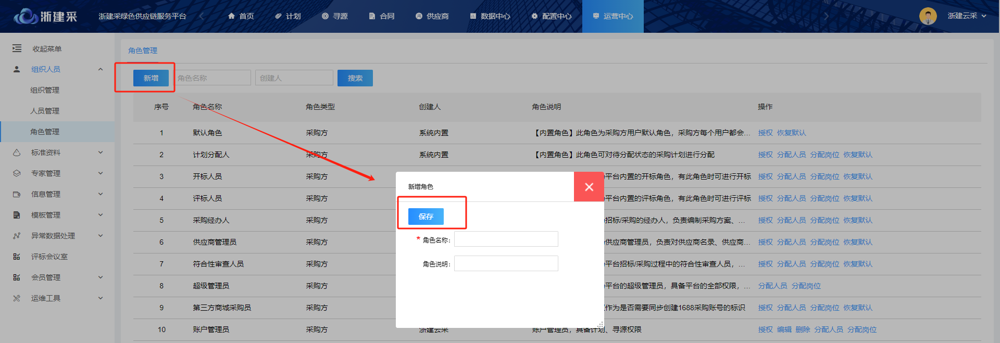 浙建采 浙建采绿色供应链服务平台 首页 计划 寻源 合同 供应商 数据中心 配置中心 运营中心 浙建云采
收起菜单
组织人员
组织管理
人员管理
角色管理
标准资料
专家管理
信息管理
模板管理
异常数据处理
评标会议室
会员管理
运维工具
角色管理
新增 角色名称 创建人 搜索
序号 角色名称 角色类型 创建人 角色说明 操作
1 默认角色 采购方 系统内置 【内置角色】此角色为采购方用户默认角色，采购方每个用户都会... 授权 恢复默认
2 计划分配人 采购方 系统内置 【内置角色】此角色可对待分配状态的采购计划进行分配 授权 分配人员 分配岗位 恢复默认
3 开标人员 采购方 平台内置的开标角色，有此角色时可进行开标 授权 分配人员 分配岗位 恢复默认
4 评标人员 采购方 平台内置的评标角色，有此角色时可进行评标 授权 分配人员 分配岗位 恢复默认
5 采购经办人 采购方 招标/采购的经办人，负责编制采购方案、... 授权 分配人员 分配岗位 恢复默认
6 供应商管理员 采购方 供应商管理员，负责对供应商名录、供应商... 授权 分配人员 分配岗位 恢复默认
7 符合性审查人员 采购方 平台招标/采购过程中的符合性审查人员，... 授权 分配人员 分配岗位 恢复默认
8 超级管理员 采购方 平台的超级管理员，具备平台的全部权限，... 分配人员 分配岗位
9 第三方商城采购员 采购方 作为是否需要同步创建1688采购账号的标识 授权 分配人员 分配岗位 恢复默认
10 账户管理员 采购方 浙建云采 账户管理员，具备计划、寻源权限 授权 编辑 删除 分配人员 分配岗位
新增角色
保存
* 角色名称：
角色说明：